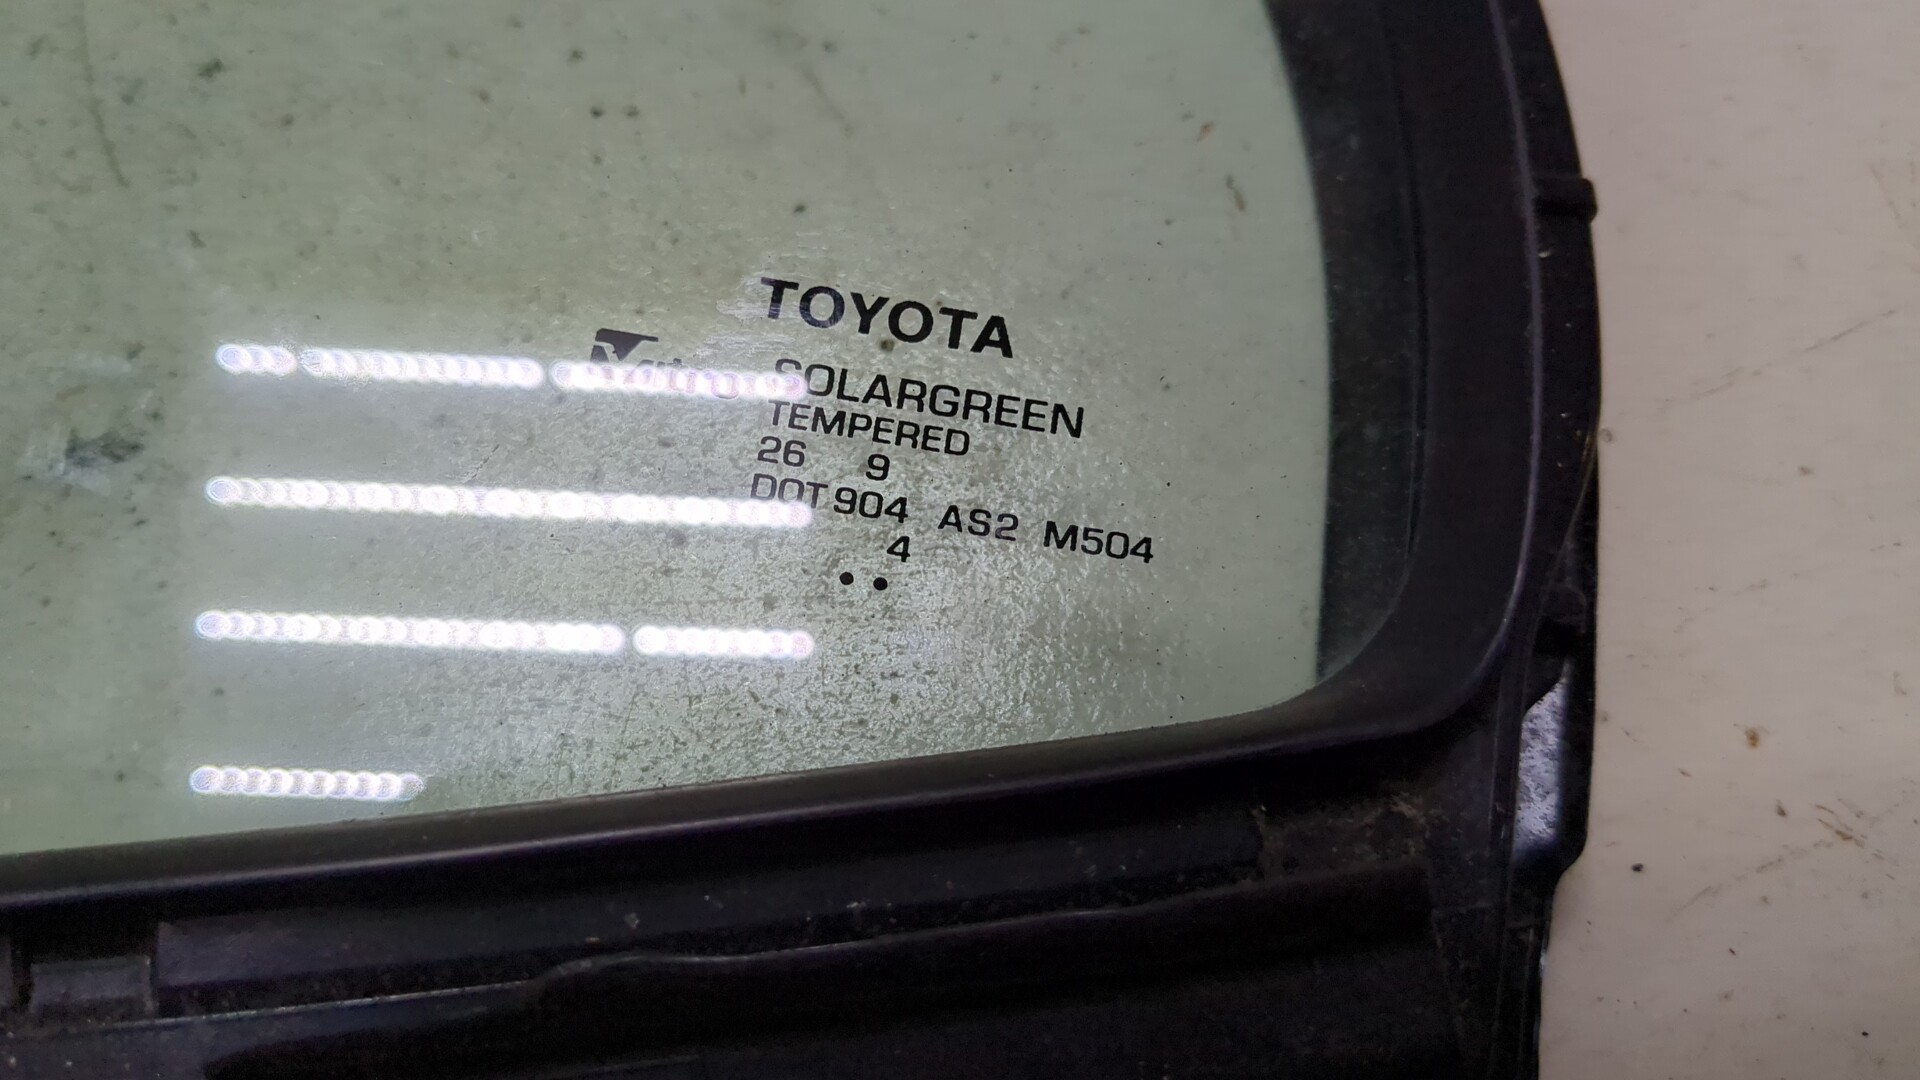 TOYOTA
SOLARGREEN
TEMPERED
26 9
DOT 904 AS2 M504
4